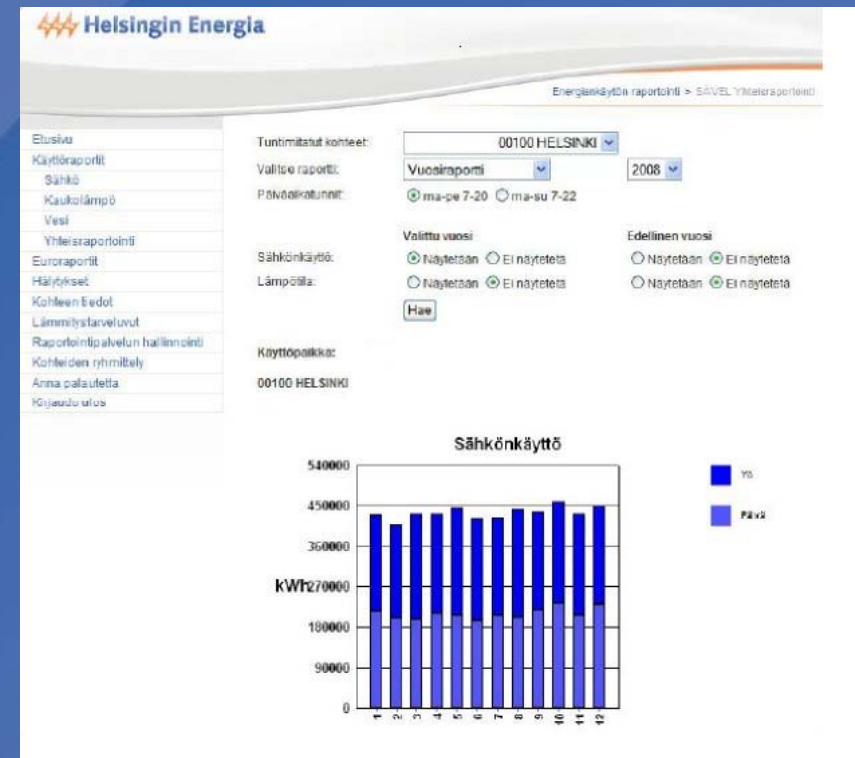 Helsingin Energia
Energiankäytön raportointi > SAVEL Yhteisraportointi
Etusivu
Käyttöraportit
Sähkö
Kaukolämpö
Vesi
Yhteisraportointi
Euroraportit
Hälytykset
Kohteen tiedot
Lämmitystarveluvut
Raportointipalvelun hallinnointi
Kohteiden ryhmittely
Anna palautetta
Kirjaudu ulos
Tuntimitatut kohteet: 00100 HELSINKI
Valitse raportti: Vuosiraportti 2008
Päiväaikatunnit: ma-pe 7-20 ma-su 7-22
Valittu vuosi Edellinen vuosi
Sähkönkäyttö: Näytetään Ei näytetetä Näytetään Ei näytetetä
Lämpötila: Näytetään Ei näytetetä Näytetään Ei näytetetä
Hae
Käyttöpaikka:
00100 HELSINKI
Sähkönkäyttö
540000
450000
360000
kWh 270000
180000
90000
0
1 2 3 4 5 6 7 8 9 10 11 12
Yö
Päivä